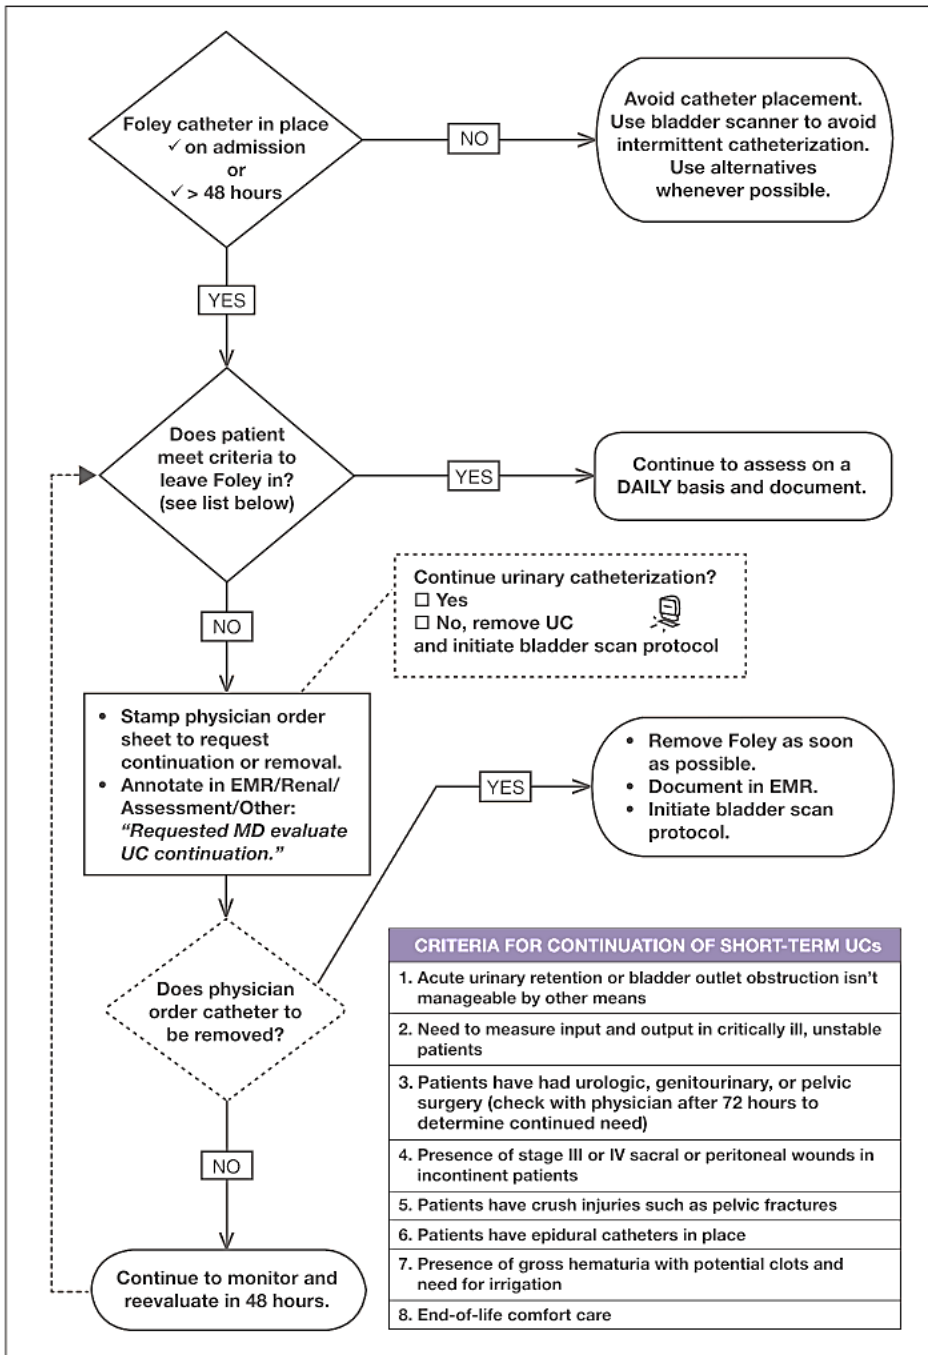 Foley catheter in place
✓ on admission
or
✓ > 48 hours
NO
Avoid catheter placement.
Use bladder scanner to avoid
intermittent catheterization.
Use alternatives
whenever possible.
YES
Does patient
meet criteria to
leave Foley in?
(see list below)
YES
Continue to assess on a
DAILY basis and document.
Continue urinary catheterization?
☐ Yes
☐ No, remove UC
and initiate bladder scan protocol
NO
• Stamp physician order
sheet to request
continuation or removal.
• Annotate in EMR/Renal/
Assessment/Other:
“Requested MD evaluate
UC continuation.”
YES
• Remove Foley as soon
as possible.
• Document in EMR.
• Initiate bladder scan
protocol.
Does physician
order catheter to
be removed?
NO
Continue to monitor and
reevaluate in 48 hours.
CRITERIA FOR CONTINUATION OF SHORT-TERM UCs
1. Acute urinary retention or bladder outlet obstruction isn’t
manageable by other means
2. Need to measure input and output in critically ill, unstable
patients
3. Patients have had urologic, genitourinary, or pelvic
surgery (check with physician after 72 hours to
determine continued need)
4. Presence of stage III or IV sacral or peritoneal wounds in
incontinent patients
5. Patients have crush injuries such as pelvic fractures
6. Patients have epidural catheters in place
7. Presence of gross hematuria with potential clots and
need for irrigation
8. End-of-life comfort care